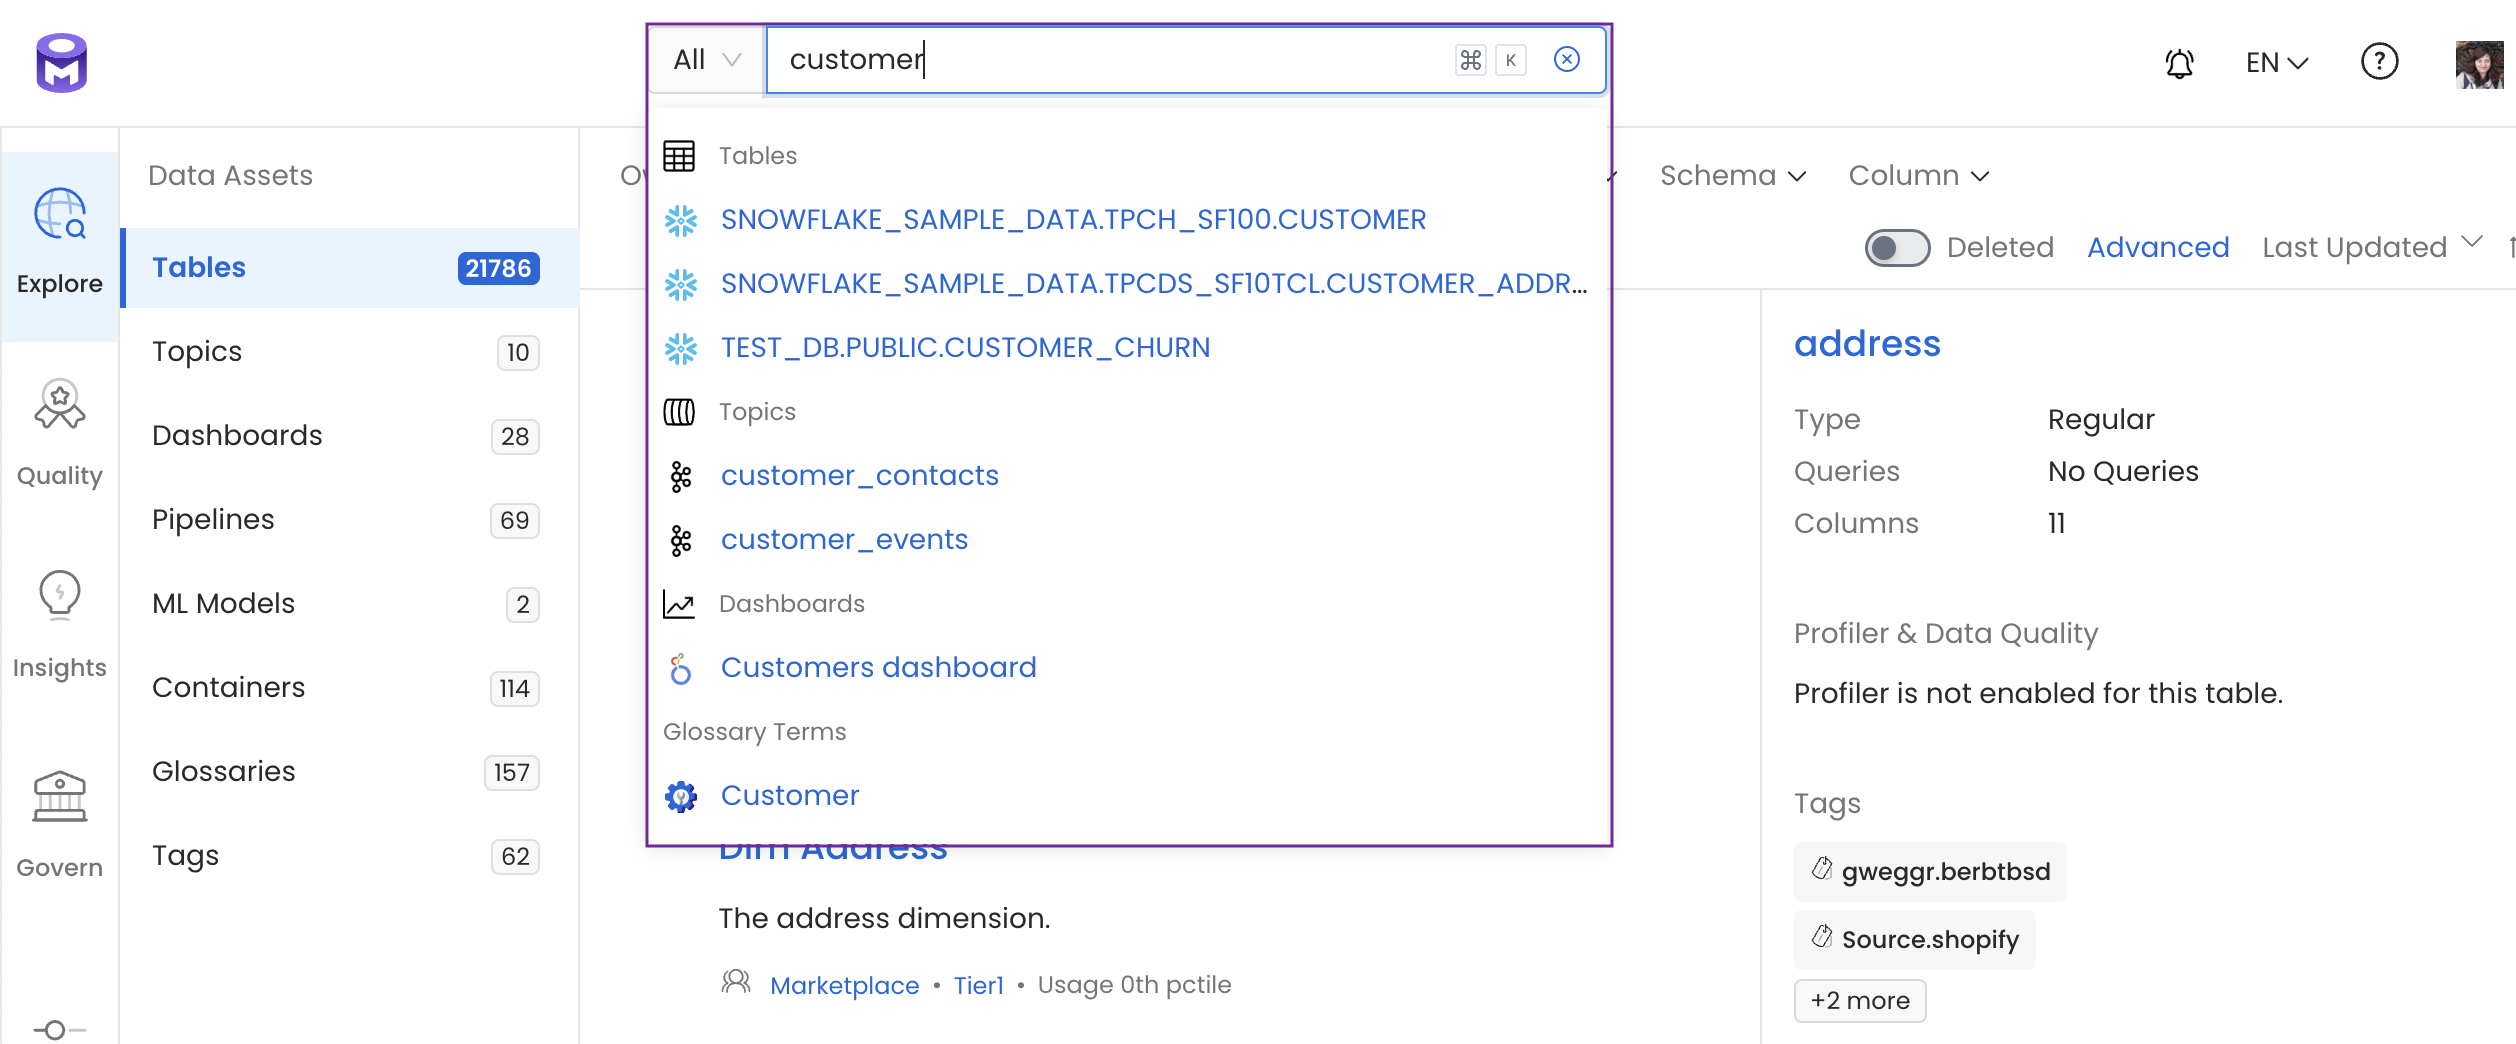 All
customer
⌘ K
EN
?
Explore
Quality
Insights
Govern
Data Assets
Tables 21786
Topics 10
Dashboards 28
Pipelines 69
ML Models 2
Containers 114
Glossaries 157
Tags 62
Tables
SNOWFLAKE_SAMPLE_DATA.TPCH_SF100.CUSTOMER
SNOWFLAKE_SAMPLE_DATA.TPCDS_SF10TCL.CUSTOMER_ADDR...
TEST_DB.PUBLIC.CUSTOMER_CHURN
Topics
customer_contacts
customer_events
Dashboards
Customers dashboard
Glossary Terms
Customer
Dim Address
The address dimension.
Marketplace • Tier1 • Usage 0th pctile
Schema Column
Deleted Advanced Last Updated
address
Type Regular
Queries No Queries
Columns 11
Profiler & Data Quality
Profiler is not enabled for this table.
Tags
gweggr.berbtbsd
Source.shopify
+2 more